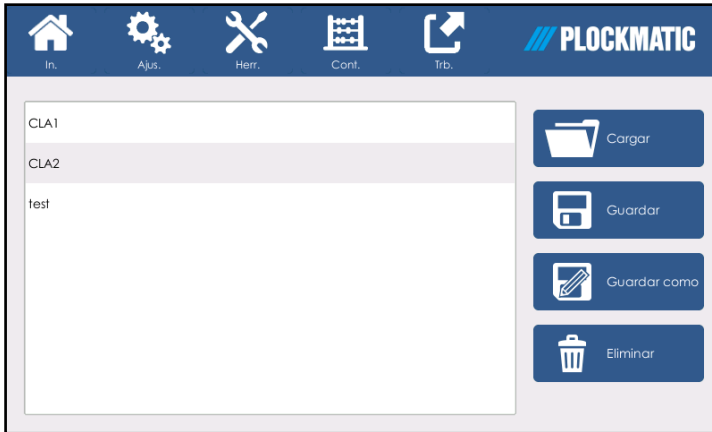 In.
Ajus.
Herr.
Cont.
Trb.
PLOCKMATIC
CLA1
CLA2
test
Cargar
Guardar
Guardar como
Eliminar